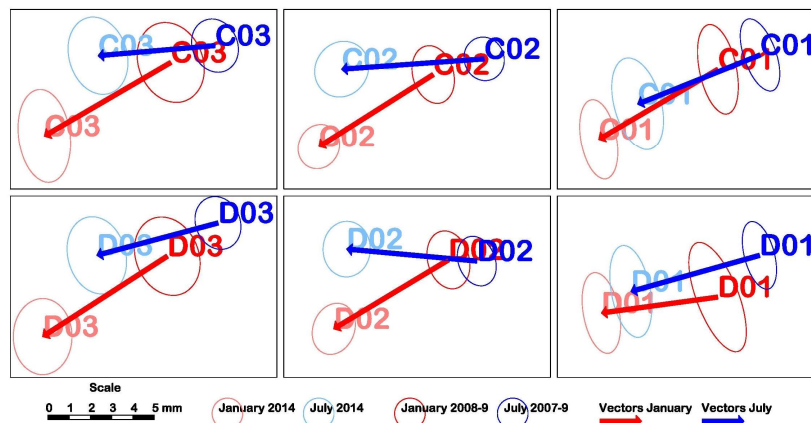 C03 C03 C03 C03
C02 C02 C02 C02
C01 C01 C01 C01
D03 D03 D03 D03
D02 D02 D02 D02
D01 D01 D01 D01
Scale
0 1 2 3 4 5 mm
January 2014 July 2014 January 2008-9 July 2007-9 Vectors January Vectors July